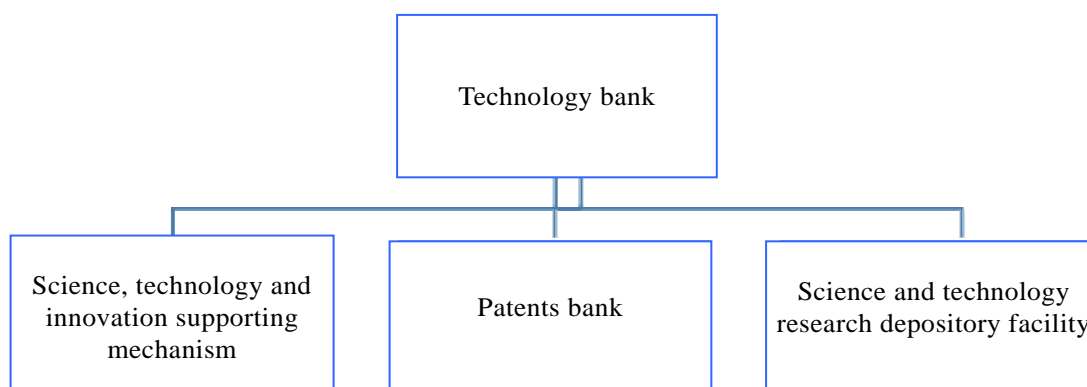 Technology bank
Science, technology and
innovation supporting
mechanism
Patents bank
Science and technology
research depository facility